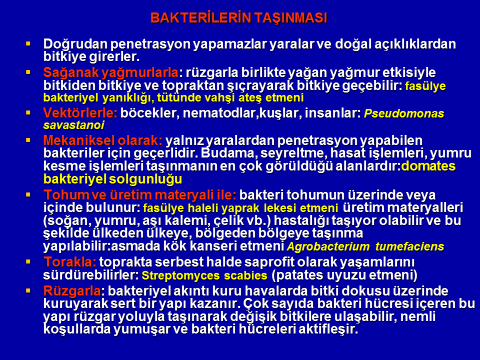 BAKTERİLERİN TAŞINMASI
Doğrudan penetrasyon yapamazlar yaralar ve doğal açıklıklardan
bitkiye girerler.
Sağanak yağmurlarla: rüzgarla birlikte yağan yağmur etkisiyle
bitkiden bitkiye ve topraktan sıçrayarak bitkiye geçebilir: fasülye
bakteriyel yanıklığı, tütünde vahşi ateş etmeni
Vektörlerle: böcekler, nematodlar,kuşlar, insanlar: Pseudomonas
savastanoi
Mekaniksel olarak: yalnız yaralardan penetrasyon yapabilen
bakteriler için geçerlidir. Budama, seyreltme, hasat işlemleri, yumru
kesme işlemleri taşınmanın en çok görüldüğü alanlardır:domates
bakteriyel solgunluğu
Tohum ve üretim materyali ile: bakteri tohumun üzerinde veya
içinde bulunur: fasülye haleli yaprak lekesi etmeni üretim materyalleri
(soğan, yumru, aşı kalemi, çelik vb.) hastalığı taşıyor olabilir ve bu
şekilde ülkeden ülkeye, bölgeden bölgeye taşınma
yapılabilir:asmada kök kanseri etmeni Agrobacterium tumefaciens
Torakla: toprakta serbest halde saprofit olarak yaşamlarını
sürdürebilirler: Streptomyces scabies (patates uyuzu etmeni)
Rüzgarla: bakteriyel akıntı kuru havalarda bitki dokusu üzerinde
kuruyarak sert bir yapı kazanır. Çok sayıda bakteri hücresi içeren bu
yapı rüzgar yoluyla taşınarak değişik bitkilere ulaşabilir, nemli
koşullarda yumuşar ve bakteri hücreleri aktifleşir.